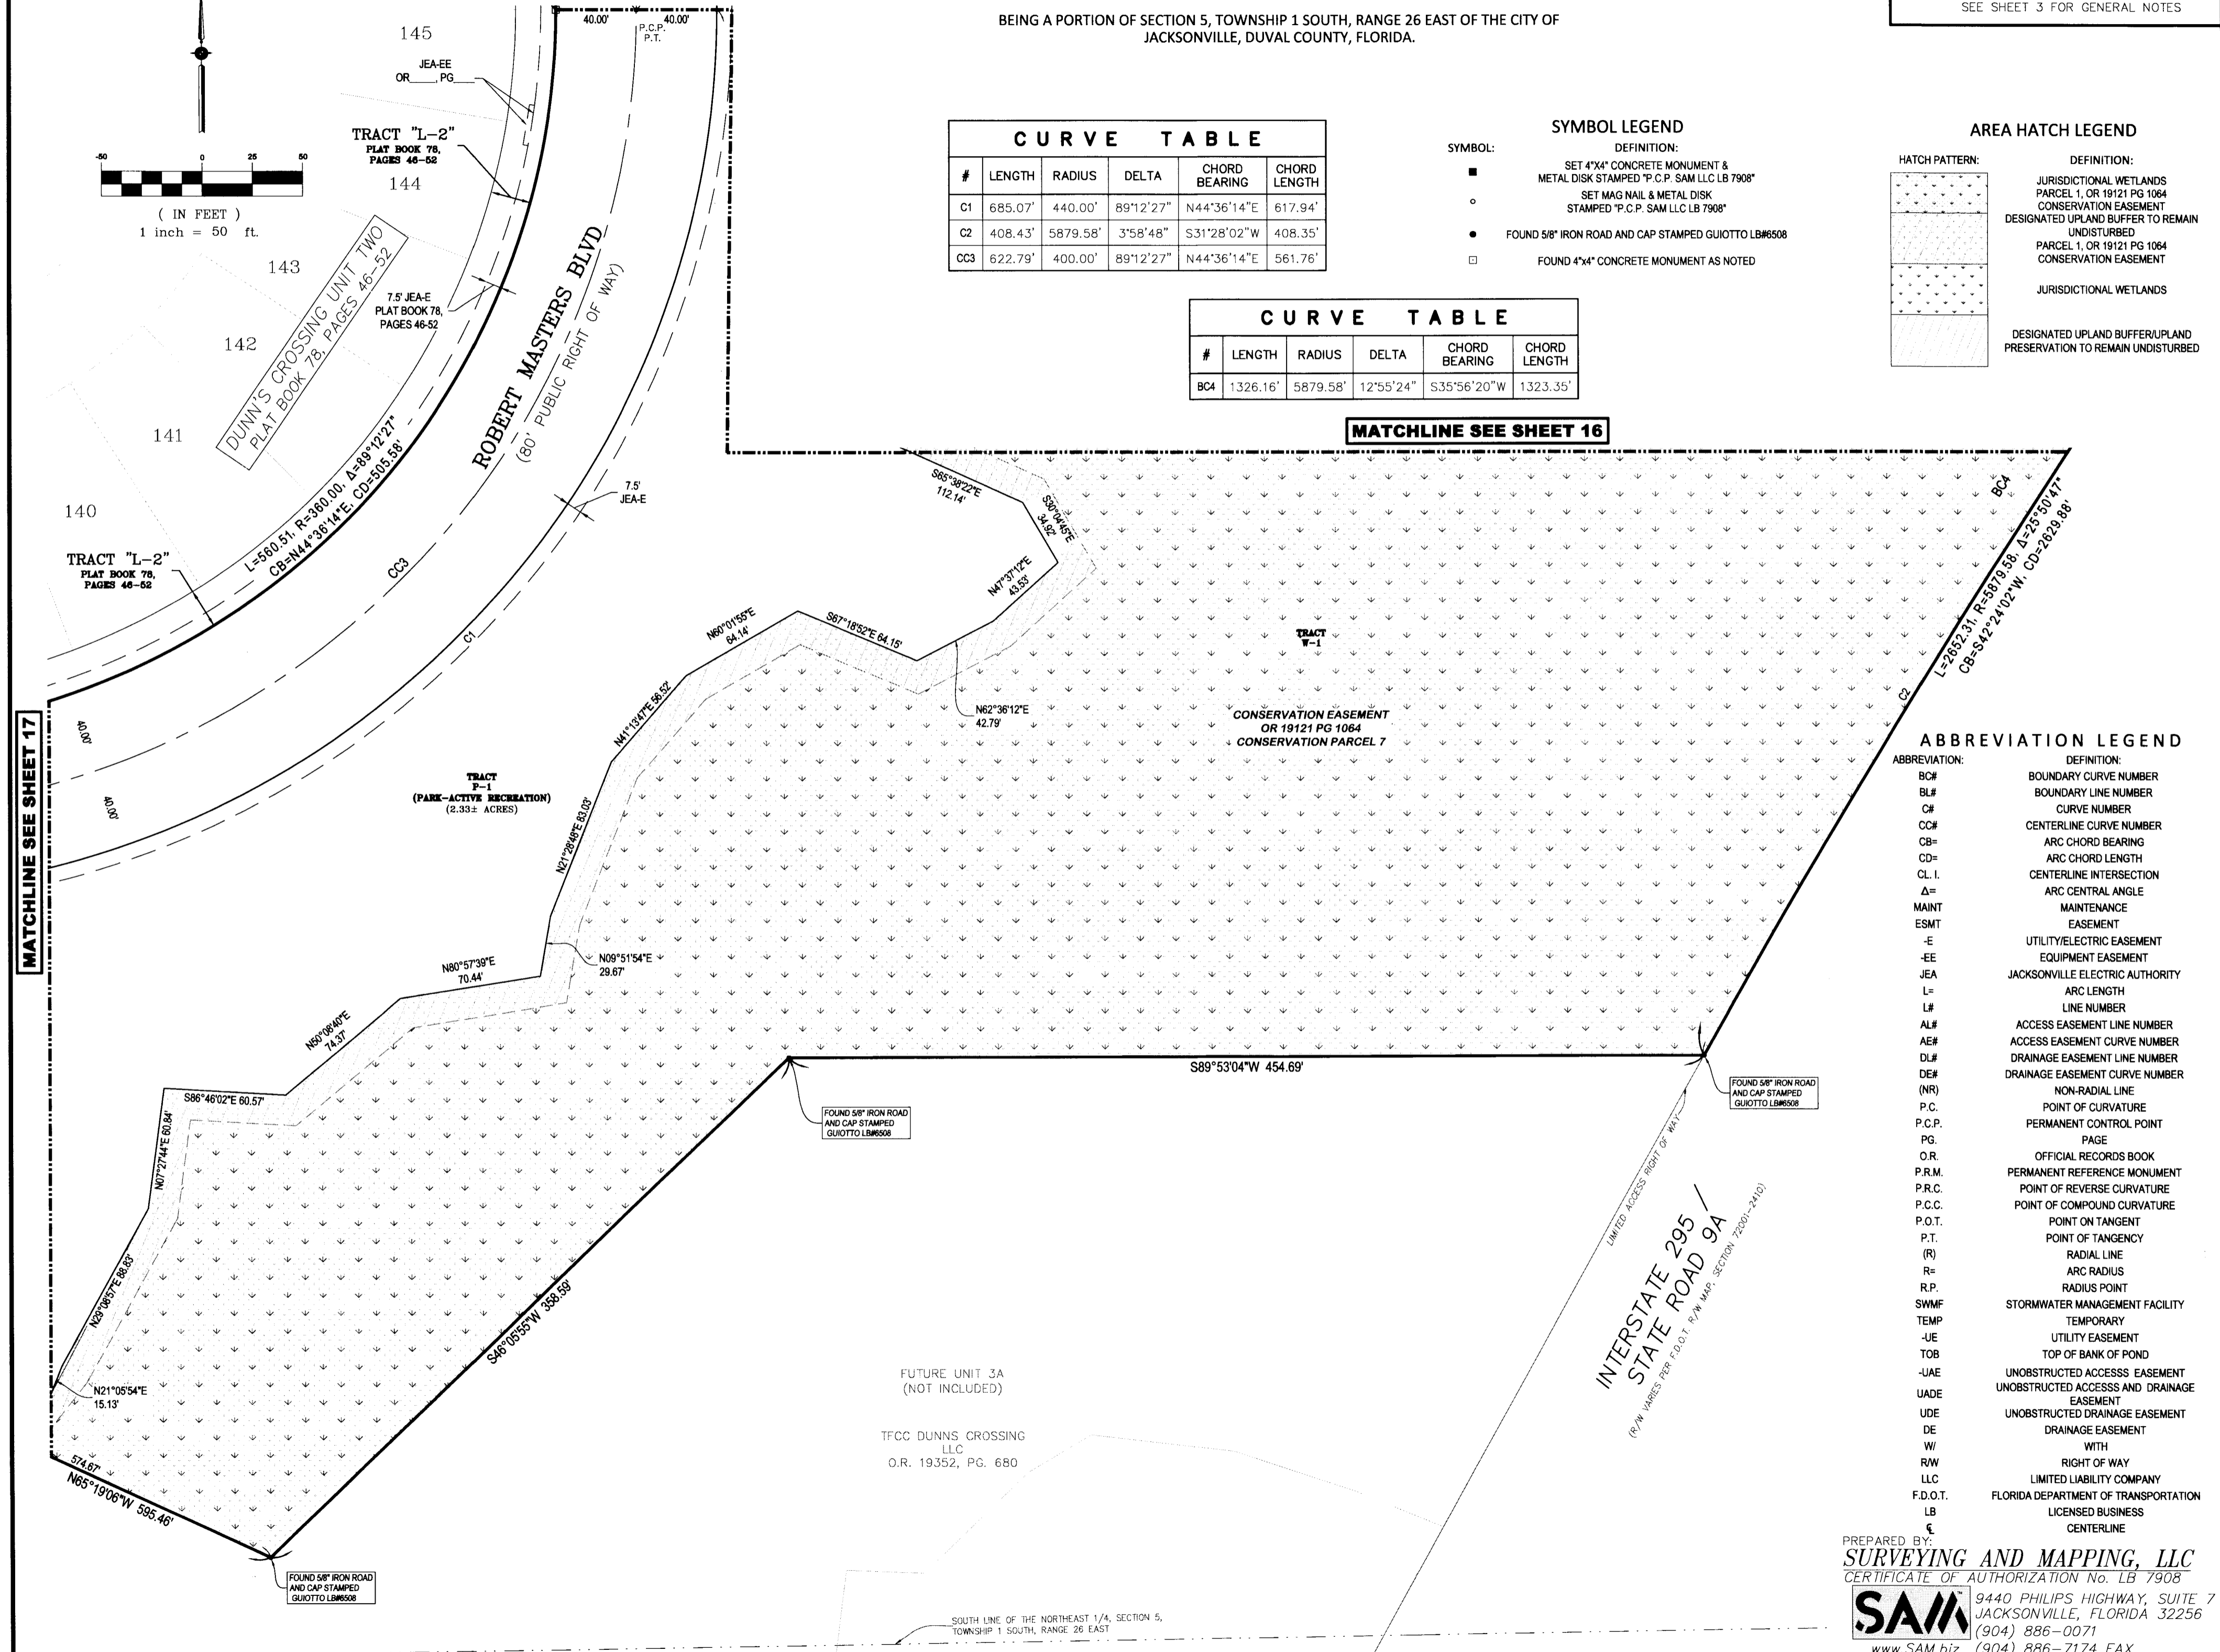 BEING A PORTION OF SECTION 5, TOWNSHIP 1 SOUTH, RANGE 26 EAST OF THE CITY OF
JACKSONVILLE, DUVAL COUNTY, FLORIDA.
SEE SHEET 3 FOR GENERAL NOTES
-50 0 25 50
( IN FEET )
1 inch = 50 ft.
145
JEA-EE
OR____, PG____
TRACT "L-2"
PLAT BOOK 78,
PAGES 46-52
144
143
142
141
140
DUNN'S CROSSING UNIT TWO
PLAT BOOK 78, PAGES 46-52
7.5' JEA-E
PLAT BOOK 78,
PAGES 46-52
40.00' 40.00'
P.C.P.
P.T.
ROBERT MASTERS BLVD
(80' PUBLIC RIGHT OF WAY)
L=560.51, R=360.00, Δ=89°12'27"
CB=N44°36'14"E, CD=505.58'
TRACT "L-2"
PLAT BOOK 78,
PAGES 46-52
CC3
C1
7.5'
JEA-E
40.00'
40.00'
MATCHLINE SEE SHEET 17
CURVE TABLE
# LENGTH RADIUS DELTA CHORD BEARING CHORD LENGTH
C1 685.07' 440.00' 89°12'27" N44°36'14"E 617.94'
C2 408.43' 5879.58' 3°58'48" S31°28'02"W 408.35'
CC3 622.79' 400.00' 89°12'27" N44°36'14"E 561.76'
CURVE TABLE
# LENGTH RADIUS DELTA CHORD BEARING CHORD LENGTH
BC4 1326.16' 5879.58' 12°55'24" S35°56'20"W 1323.35'
SYMBOL LEGEND
SYMBOL: DEFINITION:
SET 4"X4" CONCRETE MONUMENT &
METAL DISK STAMPED "P.C.P. SAM LLC LB 7908"
SET MAG NAIL & METAL DISK
STAMPED "P.C.P. SAM LLC LB 7908"
FOUND 5/8" IRON ROAD AND CAP STAMPED GUIOTTO LB#6508
FOUND 4"x4" CONCRETE MONUMENT AS NOTED
AREA HATCH LEGEND
HATCH PATTERN: DEFINITION:
JURISDICTIONAL WETLANDS
PARCEL 1, OR 19121 PG 1064
CONSERVATION EASEMENT
DESIGNATED UPLAND BUFFER TO REMAIN
UNDISTURBED
PARCEL 1, OR 19121 PG 1064
CONSERVATION EASEMENT
JURISDICTIONAL WETLANDS
DESIGNATED UPLAND BUFFER/UPLAND
PRESERVATION TO REMAIN UNDISTURBED
MATCHLINE SEE SHEET 16
S65°38'22"E
112.14'
S30°04'45"E
34.92'
N47°37'12"E
43.53'
N62°36'12"E
42.79'
S67°18'52"E 64.15'
N60°01'55"E
64.14'
N41°13'47"E 56.52'
N21°28'48"E 83.03'
N09°51'54"E
29.67'
N80°57'39"E
70.44'
N50°08'40"E
74.37'
S86°46'02"E 60.57'
N07°27'44"E 60.84'
N29°08'57"E 88.83'
N21°05'54"E
15.13'
TRACT
P-1
(PARK-ACTIVE RECREATION)
(2.33± ACRES)
TRACT
W-1
CONSERVATION EASEMENT
OR 19121 PG 1064
CONSERVATION PARCEL 7
BC4
L=2652.31, R=5879.58, Δ=25°50'47"
CB=S42°24'02"W, CD=2629.88'
C2
S89°53'04"W 454.69'
S46°05'55"W 358.59'
574.67'
N65°19'06"W 595.46'
FOUND 5/8" IRON ROAD
AND CAP STAMPED
GUIOTTO LB#6508
FOUND 5/8" IRON ROAD
AND CAP STAMPED
GUIOTTO LB#6508
FOUND 5/8" IRON ROAD
AND CAP STAMPED
GUIOTTO LB#6508
LIMITED ACCESS RIGHT OF WAY
INTERSTATE 295 /
STATE ROAD 9A
(R/W VARIES PER F.D.O.T. R/W MAP, SECTION 72001-2410)
FUTURE UNIT 3A
(NOT INCLUDED)
TFCC DUNNS CROSSING
LLC
O.R. 19352, PG. 680
SOUTH LINE OF THE NORTHEAST 1/4, SECTION 5,
TOWNSHIP 1 SOUTH, RANGE 26 EAST
ABBREVIATION LEGEND
ABBREVIATION: DEFINITION:
BC# BOUNDARY CURVE NUMBER
BL# BOUNDARY LINE NUMBER
C# CURVE NUMBER
CC# CENTERLINE CURVE NUMBER
CB= ARC CHORD BEARING
CD= ARC CHORD LENGTH
CL. I. CENTERLINE INTERSECTION
Δ= ARC CENTRAL ANGLE
MAINT MAINTENANCE
ESMT EASEMENT
-E UTILITY/ELECTRIC EASEMENT
-EE EQUIPMENT EASEMENT
JEA JACKSONVILLE ELECTRIC AUTHORITY
L= ARC LENGTH
L# LINE NUMBER
AL# ACCESS EASEMENT LINE NUMBER
AE# ACCESS EASEMENT CURVE NUMBER
DL# DRAINAGE EASEMENT LINE NUMBER
DE# DRAINAGE EASEMENT CURVE NUMBER
(NR) NON-RADIAL LINE
P.C. POINT OF CURVATURE
P.C.P. PERMANENT CONTROL POINT
PG. PAGE
O.R. OFFICIAL RECORDS BOOK
P.R.M. PERMANENT REFERENCE MONUMENT
P.R.C. POINT OF REVERSE CURVATURE
P.C.C. POINT OF COMPOUND CURVATURE
P.O.T. POINT ON TANGENT
P.T. POINT OF TANGENCY
(R) RADIAL LINE
R= ARC RADIUS
R.P. RADIUS POINT
SWMF STORMWATER MANAGEMENT FACILITY
TEMP TEMPORARY
-UE UTILITY EASEMENT
TOB TOP OF BANK OF POND
-UAE UNOBSTRUCTED ACCESSS EASEMENT
UADE UNOBSTRUCTED ACCESSS AND DRAINAGE
EASEMENT
UDE UNOBSTRUCTED DRAINAGE EASEMENT
DE DRAINAGE EASEMENT
W/ WITH
R/W RIGHT OF WAY
LLC LIMITED LIABILITY COMPANY
F.D.O.T. FLORIDA DEPARTMENT OF TRANSPORTATION
LB LICENSED BUSINESS
℄ CENTERLINE
PREPARED BY:
SURVEYING AND MAPPING, LLC
CERTIFICATE OF AUTHORIZATION No. LB 7908
SAM™
9440 PHILIPS HIGHWAY, SUITE 7
JACKSONVILLE, FLORIDA 32256
(904) 886-0071
www.SAM.biz (904) 886-7174 FAX